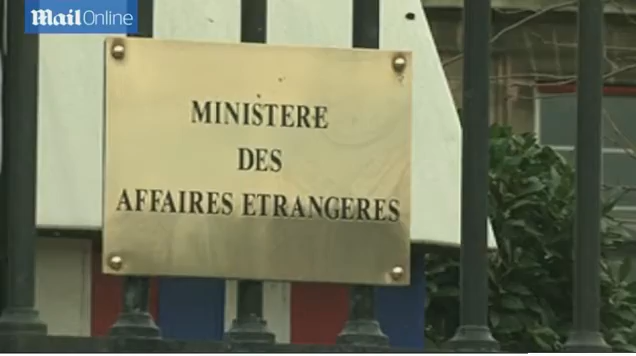 MailOnline
MINISTERE
DES
AFFAIRES ETRANGERES